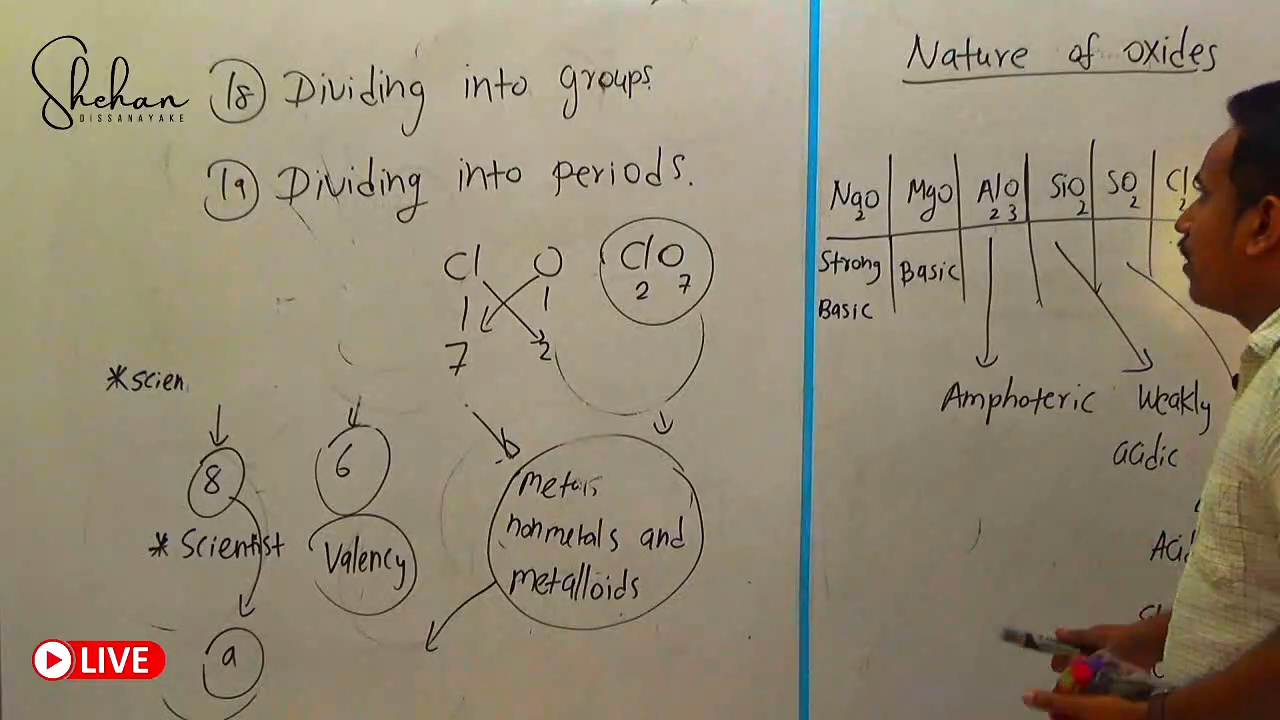 Shehan
DISSANAYAKE
18 Dividing into groups.
19 Dividing into periods.
Cl O Cl2O7
7 2
*scien
8 6
* Scientist
Valency
metals
nonmetals and
metalloids
9
LIVE
Nature of oxides
Na2O MgO Al2O3 SiO2 SO2 Cl2
Strong Basic
Basic
Amphoteric Weakly
acidic